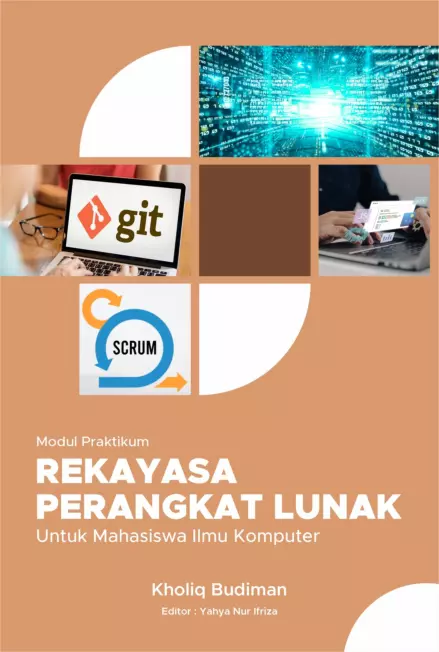 git
SCRUM
Modul Praktikum
REKAYASA
PERANGKAT LUNAK
Untuk Mahasiswa Ilmu Komputer
Kholiq Budiman
Editor : Yahya Nur Ifriza